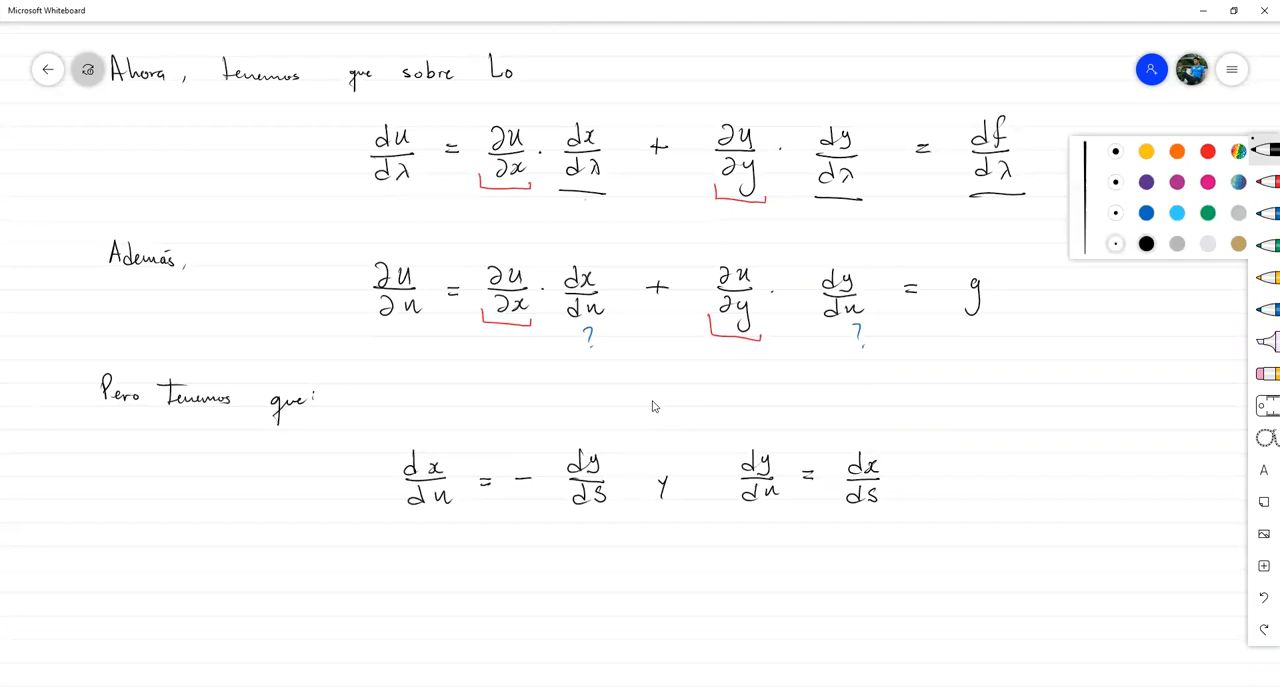 Microsoft Whiteboard
Ahora, tenemos que sobre Lo
du/dλ = ∂u/∂x · dx/dλ + ∂u/∂y · dy/dλ = df/dλ
Además,
∂u/∂n = ∂u/∂x · dx/dn + ∂u/∂y · dy/dn = g
? ?
Pero tenemos que:
dx/dn = - dy/ds y dy/dn = dx/ds
A